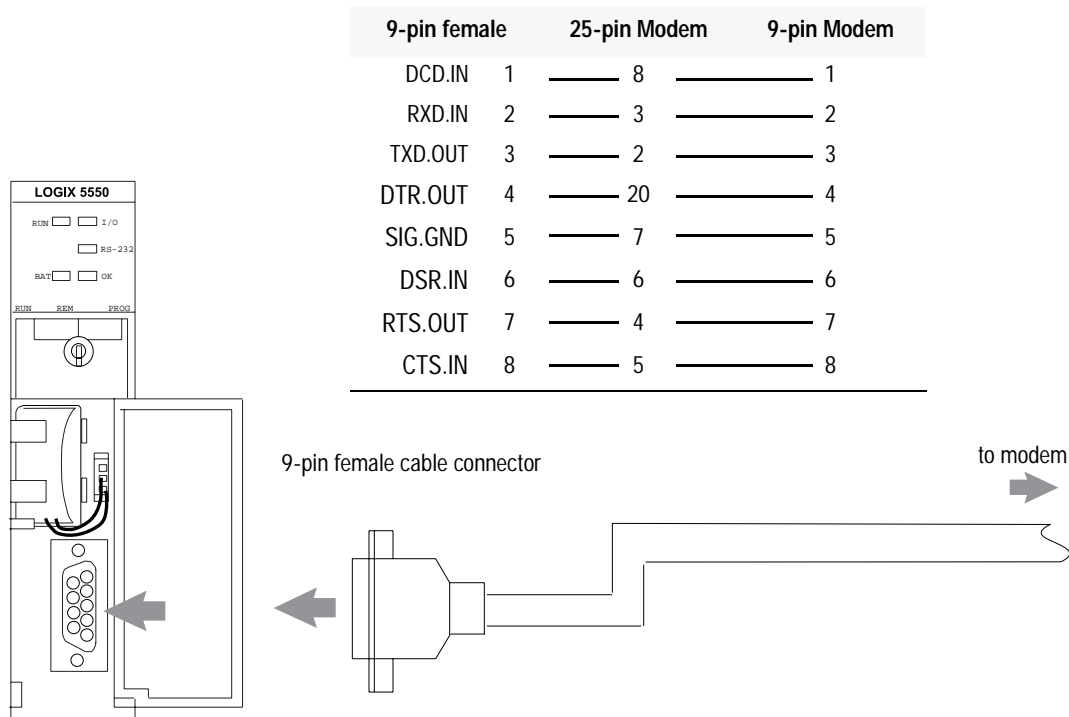 9-pin female 25-pin Modem 9-pin Modem
DCD.IN 1 8 1
RXD.IN 2 3 2
TXD.OUT 3 2 3
DTR.OUT 4 20 4
SIG.GND 5 7 5
DSR.IN 6 6 6
RTS.OUT 7 4 7
CTS.IN 8 5 8
LOGIX 5550
RUN I/O
RS-232
BAT OK
RUN REM PROG
9-pin female cable connector
to modem